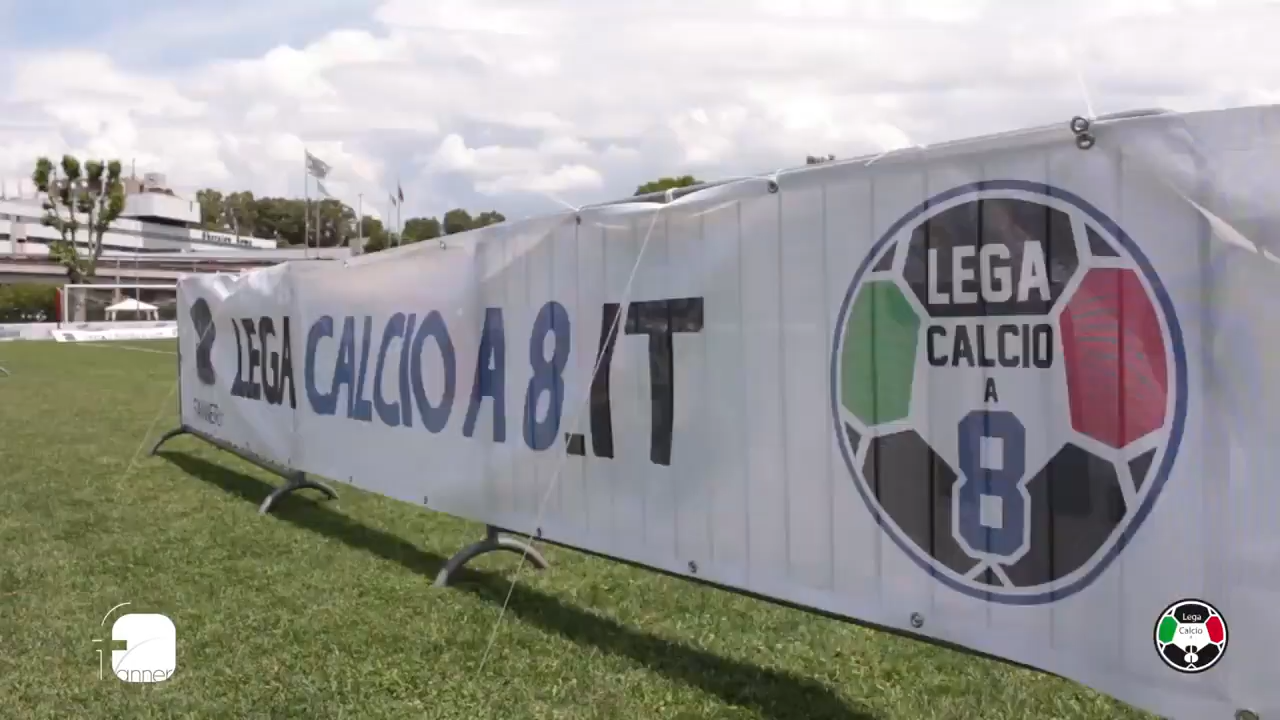 LEGA CALCIO A 8.IT
LEGA
CALCIO
A
8
Lega
Calcio